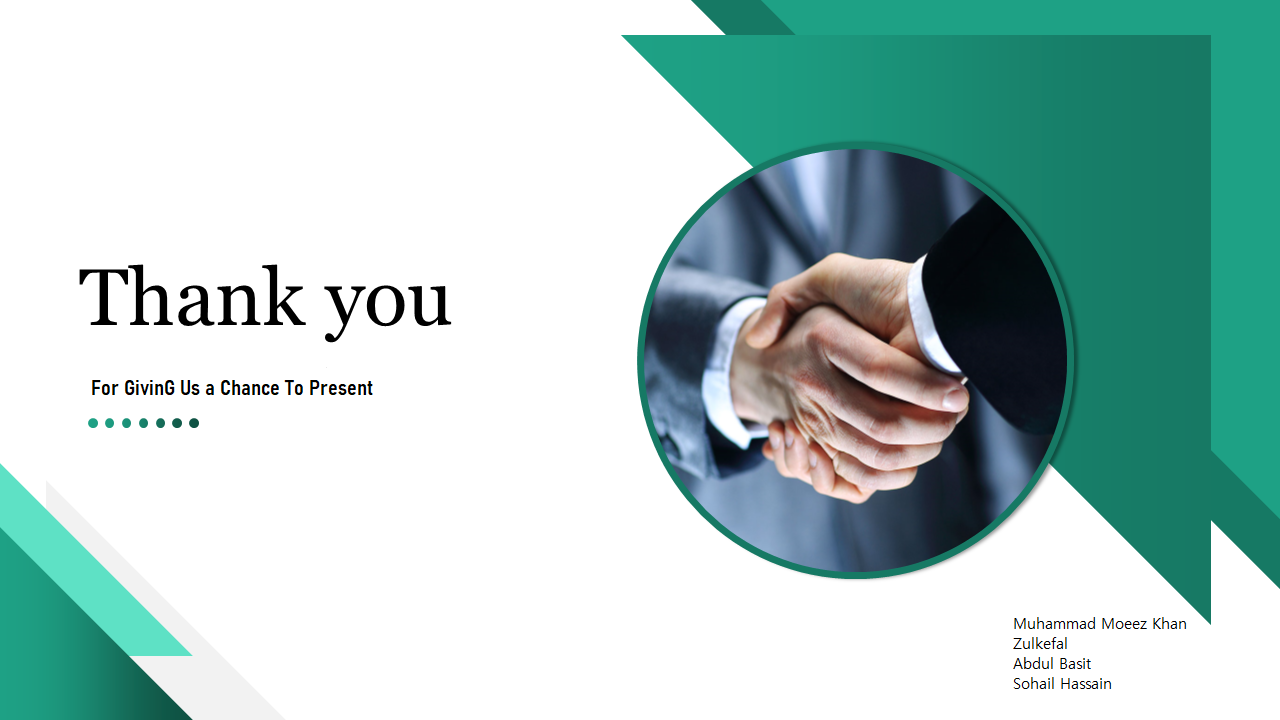 Thank you
For GivinG Us a Chance To Present
Muhammad Moeez Khan
Zulkefal
Abdul Basit
Sohail Hassain